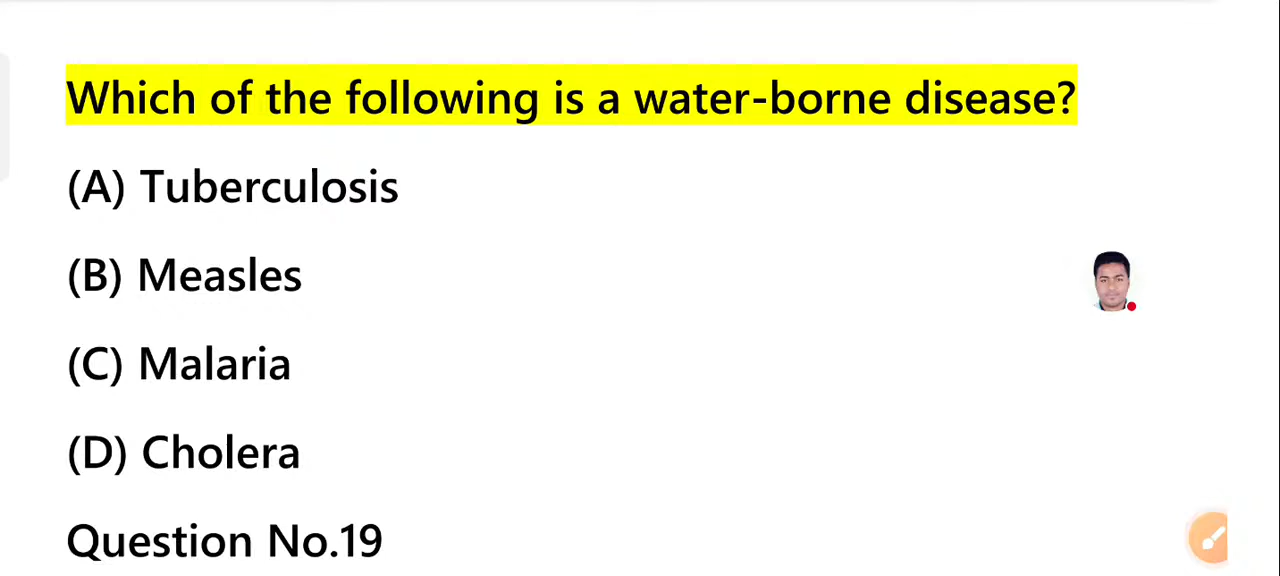 Which of the following is a water-borne disease?
(A) Tuberculosis
(B) Measles
(C) Malaria
(D) Cholera
Question No.19